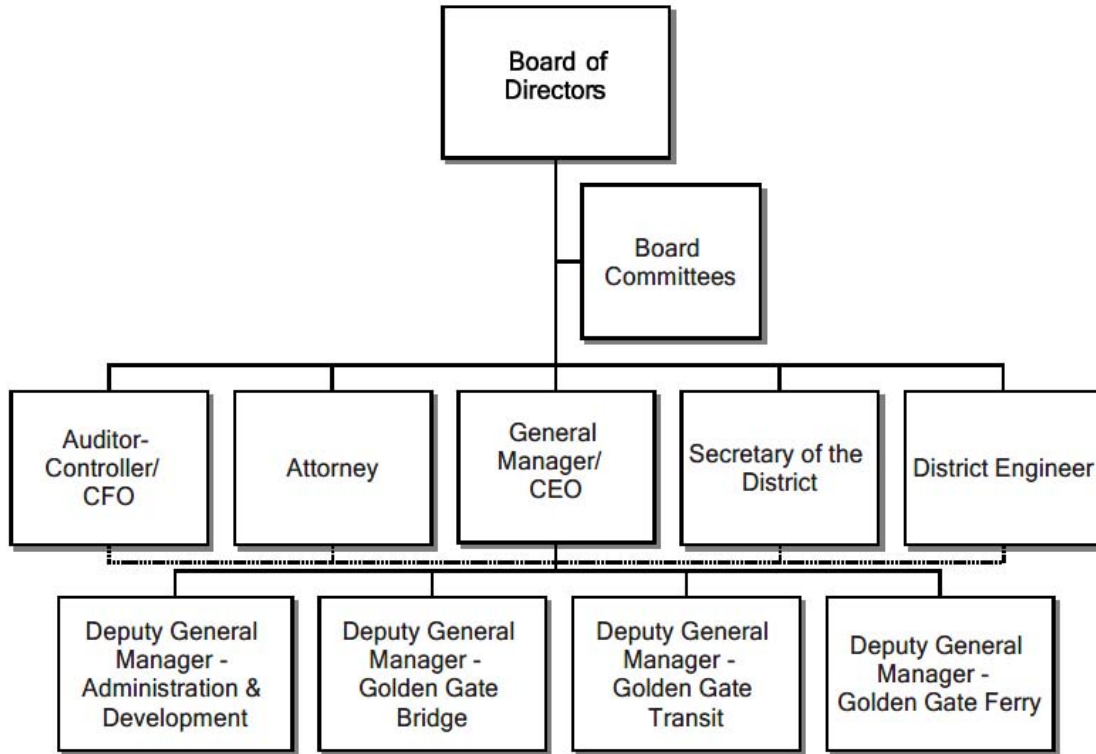 Board of
Directors
Board
Committees
Auditor-
Controller/
CFO
Attorney
General
Manager/
CEO
Secretary of the
District
District Engineer
Deputy General
Manager -
Administration &
Development
Deputy General
Manager -
Golden Gate
Bridge
Deputy General
Manager -
Golden Gate
Transit
Deputy General
Manager -
Golden Gate Ferry